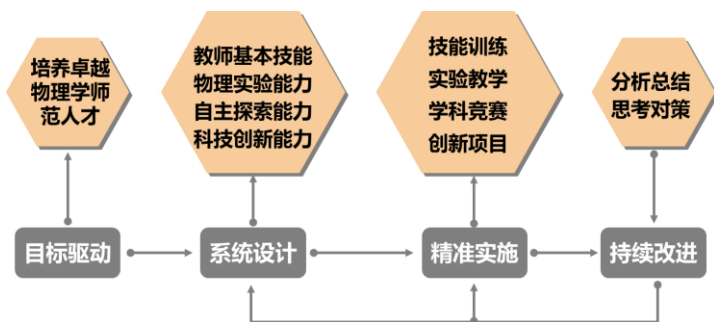 培养卓越
物理学师
范人才
教师基本技能
物理实验能力
自主探索能力
科技创新能力
技能训练
实验教学
学科竞赛
创新项目
分析总结
思考对策
目标驱动
系统设计
精准实施
持续改进